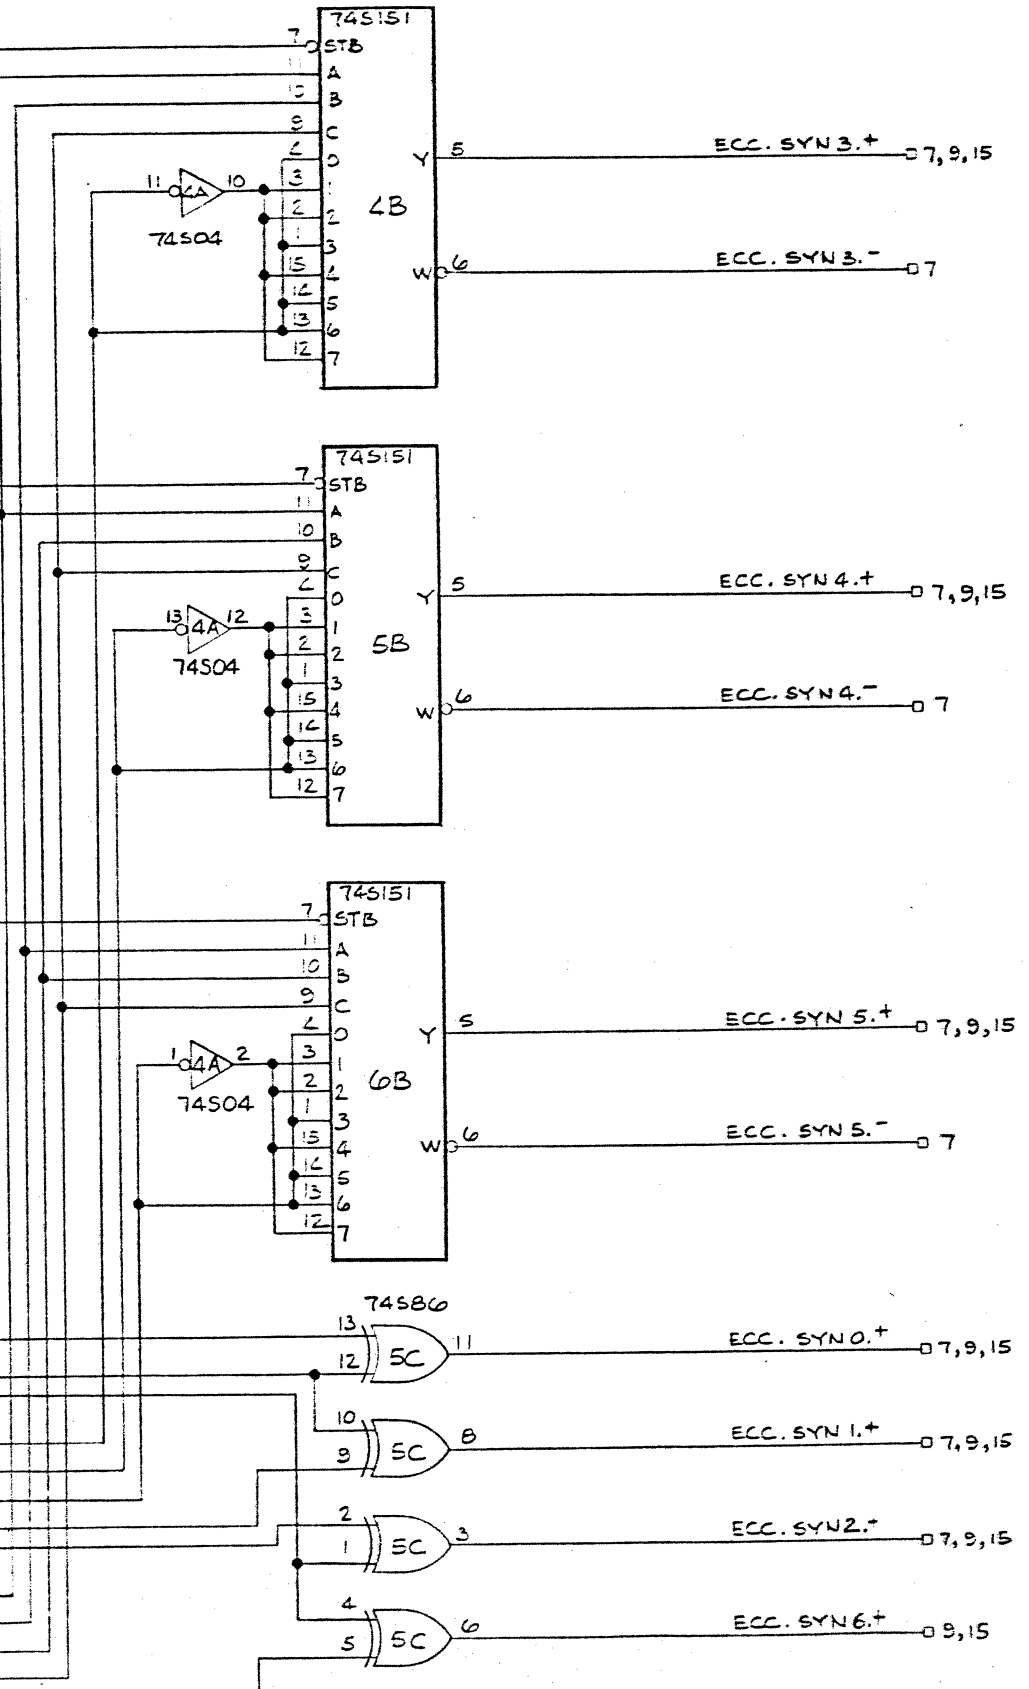 74S151
7 STB
11 A
10 B
9 C
4 0
3 1
2 2
1 3
15 4
14 5
13 6
12 7
11 4A 10
74S04
4B
Y 5 ECC. SYN 3.+ 7,9,15
W 6 ECC. SYN 3.- 7
74S151
7 STB
11 A
10 B
9 C
4 0
3 1
2 2
1 3
15 4
14 5
13 6
12 7
13 4A 12
74S04
5B
Y 5 ECC. SYN 4.+ 7,9,15
W 6 ECC. SYN 4.- 7
74S151
7 STB
11 A
10 B
9 C
4 0
3 1
2 2
1 3
15 4
14 5
13 6
12 7
1 4A 2
74S04
6B
Y 5 ECC. SYN 5.+ 7,9,15
W 6 ECC. SYN 5.- 7
74S86
13 12 5C 11 ECC. SYN 0.+ 7,9,15
10 9 5C 8 ECC. SYN 1.+ 7,9,15
2 1 5C 3 ECC. SYN 2.+ 7,9,15
4 5 5C 6 ECC. SYN 6.+ 9,15